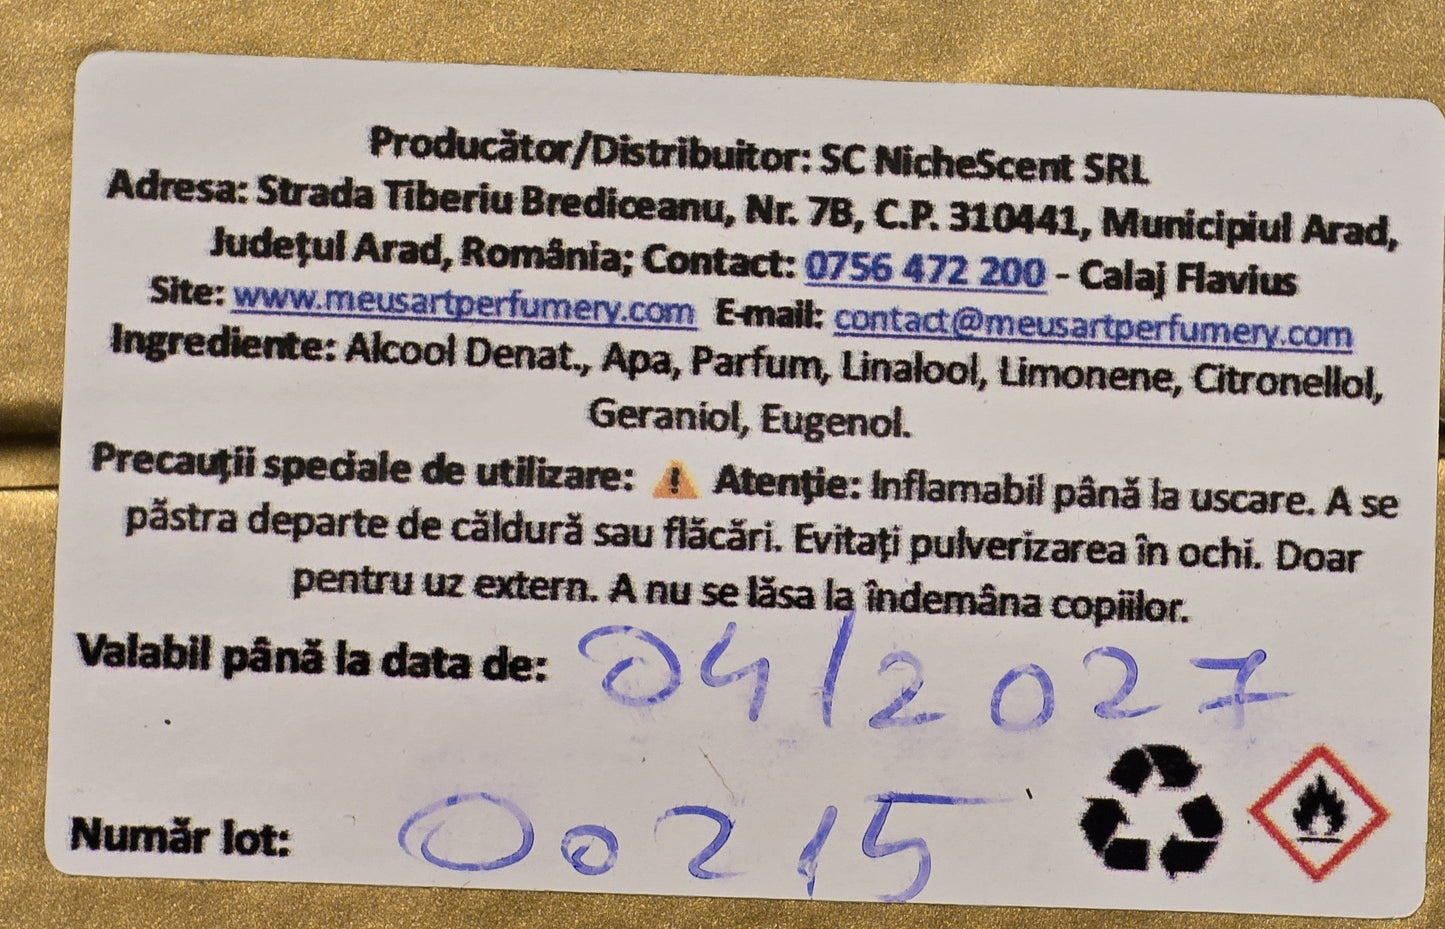 Producător/Distribuitor: SC NicheScent SRL
Adresa: Strada Tiberiu Brediceanu, Nr. 7B, C.P. 310441, Municipiul Arad,
Județul Arad, România; Contact: 0756 472 200 - Calaj Flavius
Site: www.meusartperfumery.com E-mail: contact@meusartperfumery.com
Ingrediente: Alcool Denat., Apa, Parfum, Linalool, Limonene, Citronellol,
Geraniol, Eugenol.
Precauții speciale de utilizare: ⚠ Atenție: Inflamabil până la uscare. A se
păstra departe de căldură sau flăcări. Evitați pulverizarea în ochi. Doar
pentru uz extern. A nu se lăsa la îndemâna copiilor.
Valabil până la data de: 04/2027
Număr lot: 00215